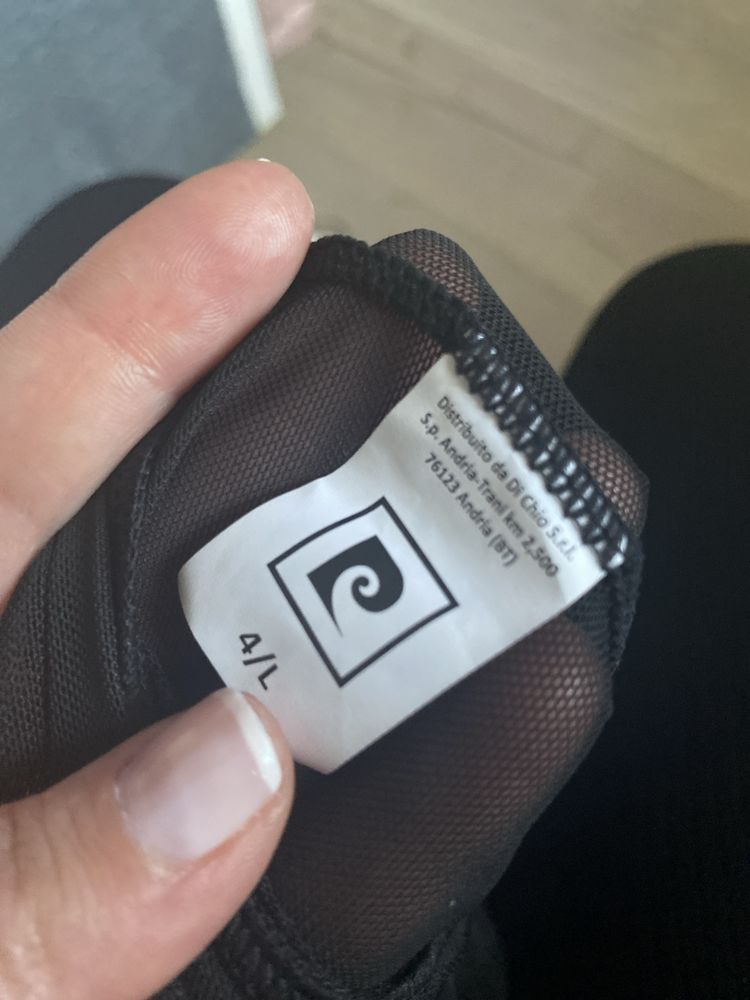 Distribuito da Di Chio S.r.l.
S.p. Andria-Trani km 2,500
76123 Andria (BT)
4/L